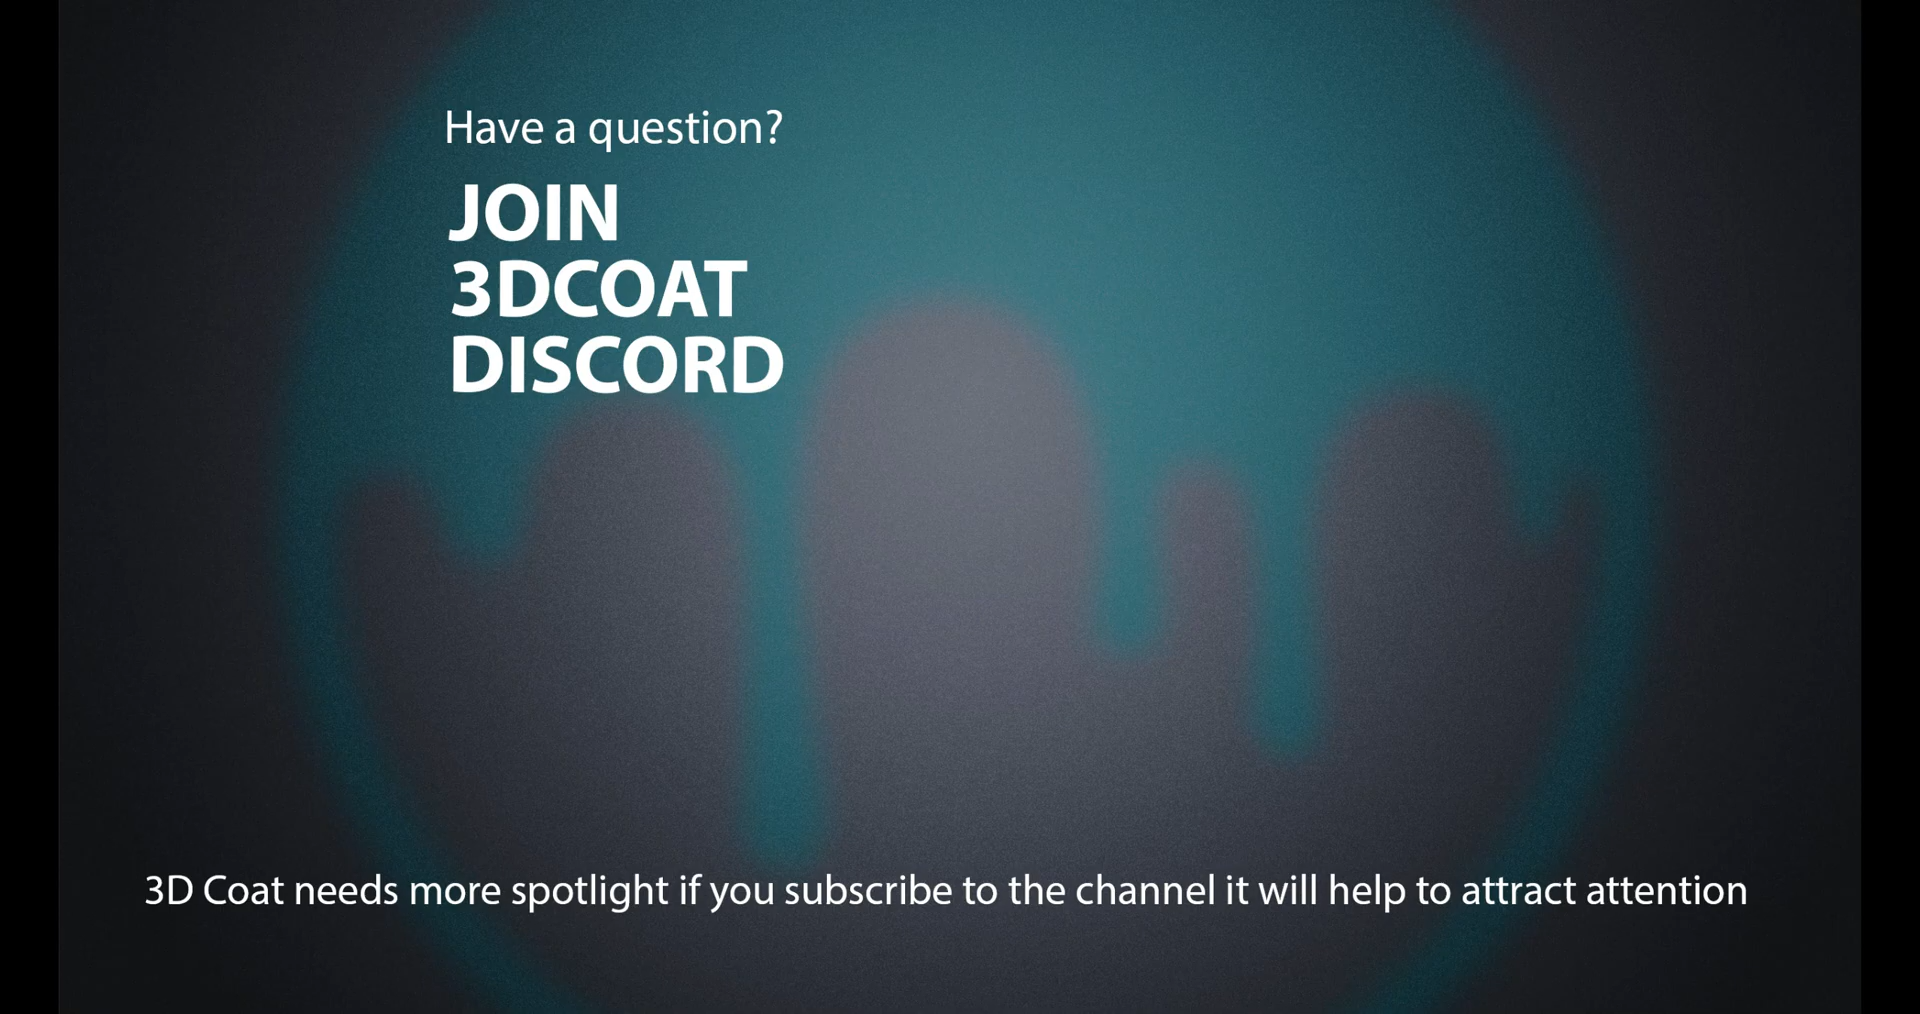 Have a question?
JOIN
3DCOAT
DISCORD
3D Coat needs more spotlight if you subscribe to the channel it will help to attract attention